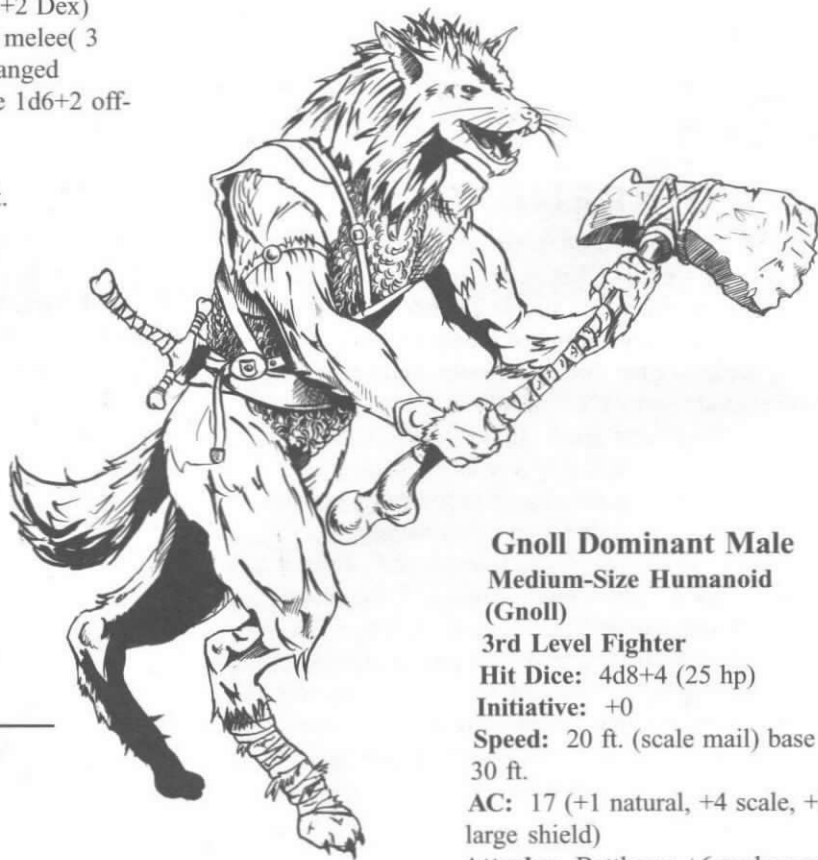 +2 Dex)
melee( 3
anged
e 1d6+2 off-
Gnoll Dominant Male
Medium-Size Humanoid
(Gnoll)
3rd Level Fighter
Hit Dice: 4d8+4 (25 hp)
Initiative: +0
Speed: 20 ft. (scale mail) base
30 ft.
AC: 17 (+1 natural, +4 scale, +
large shield)